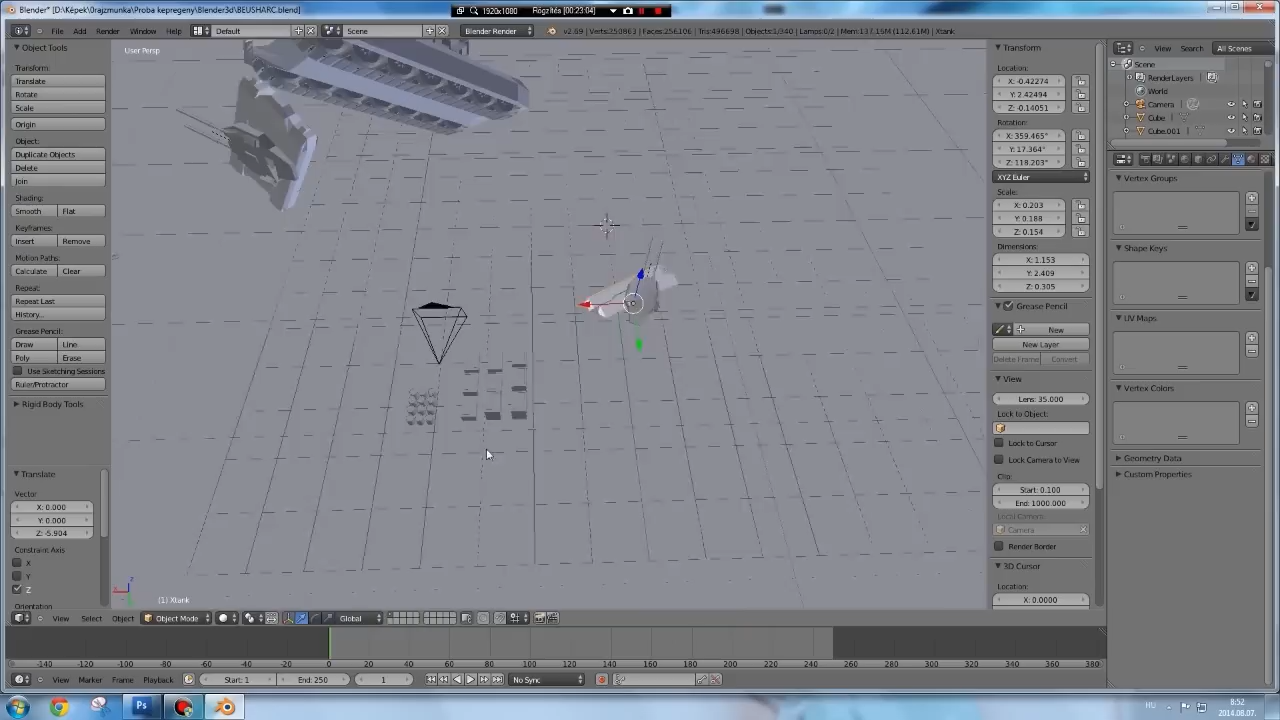 Blender* [D:\Képek\0rajzmunka\Proba kepregeny\Blender3d\BEUSHARC.blend]
1920x1080 Rögzítés [00:23:04]
File Add Render Window Help Default Scene Blender Render v2.69 | Verts:250863 | Faces:256106 | Tris:496698 | Objects:1/340 | Lamps:0/2 | Mem:137.15M (112.61M) | Xtank
Object Tools
Transform:
Translate
Rotate
Scale
Origin
Object:
Duplicate Objects
Delete
Join
Shading:
Smooth Flat
Keyframes:
Insert Remove
Motion Paths:
Calculate Clear
Repeat:
Repeat Last
History...
Grease Pencil:
Draw Line
Poly Erase
Use Sketching Sessions
Ruler/Protractor
Rigid Body Tools
Translate
Vector
X: 0.000
Y: 0.000
Z: -5.904
Constraint Axis
X
Y
Z
Orientation
User Persp
(1) Xtank
Transform
Location:
X: -0.42274
Y: 2.42494
Z: -0.14051
Rotation:
X: 359.465°
Y: 17.364°
Z: 118.203°
XYZ Euler
Scale:
X: 0.203
Y: 0.188
Z: 0.154
Dimensions:
X: 1.153
Y: 2.409
Z: 0.305
Grease Pencil
New
New Layer
Delete Frame Convert
View
Lens: 35.000
Lock to Object:
Lock to Cursor
Lock Camera to View
Clip:
Start: 0.100
End: 1000.000
Local Camera:
Camera
Render Border
3D Cursor
Location:
X: 0.0000
View Search All Scenes
Scene
RenderLayers
World
Camera
Cube
Cube.001
Vertex Groups
Shape Keys
UV Maps
Vertex Colors
Geometry Data
Custom Properties
View Select Object Object Mode Global
-140 -120 -100 -80 -60 -40 -20 0 20 40 60 80 100 120 140 160 180 200 220 240 260 280 300 320 340 360 380
View Marker Frame Playback Start: 1 End: 250 1 No Sync
HU 8:52
2014.08.07.